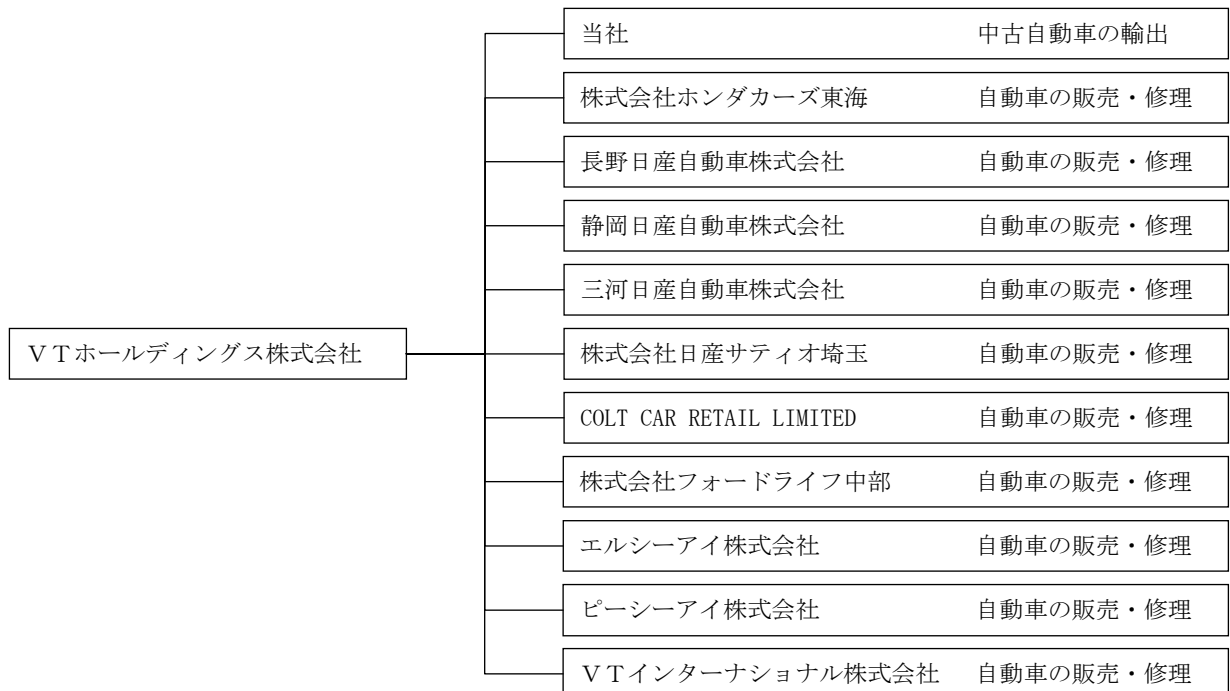 当社 中古自動車の輸出
株式会社ホンダカーズ東海 自動車の販売・修理
長野日産自動車株式会社 自動車の販売・修理
静岡日産自動車株式会社 自動車の販売・修理
三河日産自動車株式会社 自動車の販売・修理
ＶＴホールディングス株式会社
株式会社日産サティオ埼玉 自動車の販売・修理
COLT CAR RETAIL LIMITED 自動車の販売・修理
株式会社フォードライフ中部 自動車の販売・修理
エルシーアイ株式会社 自動車の販売・修理
ピーシーアイ株式会社 自動車の販売・修理
ＶＴインターナショナル株式会社 自動車の販売・修理